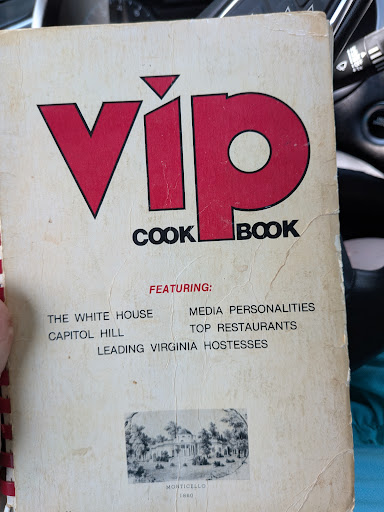 vip
COOK BOOK
FEATURING:
THE WHITE HOUSE MEDIA PERSONALITIES
CAPITOL HILL TOP RESTAURANTS
LEADING VIRGINIA HOSTESSES
MONTICELLO